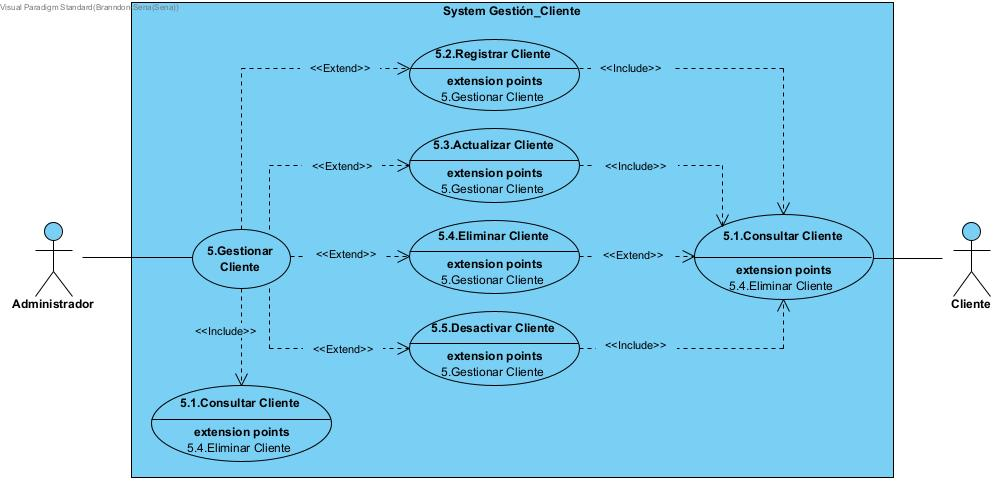 Visual Paradigm Standard(Branndon Sena(Sena))
System Gestión_Cliente
5.2.Registrar Cliente
extension points
5.Gestionar Cliente
<<Extend>>
<<Include>>
5.3.Actualizar Cliente
extension points
5.Gestionar Cliente
<<Extend>>
<<Include>>
5.Gestionar
Cliente
5.4.Eliminar Cliente
extension points
5.Gestionar Cliente
<<Extend>>
<<Extend>>
5.1.Consultar Cliente
extension points
5.4.Eliminar Cliente
Administrador
Cliente
5.5.Desactivar Cliente
extension points
5.Gestionar Cliente
<<Include>>
<<Extend>>
<<Include>>
5.1.Consultar Cliente
extension points
5.4.Eliminar Cliente